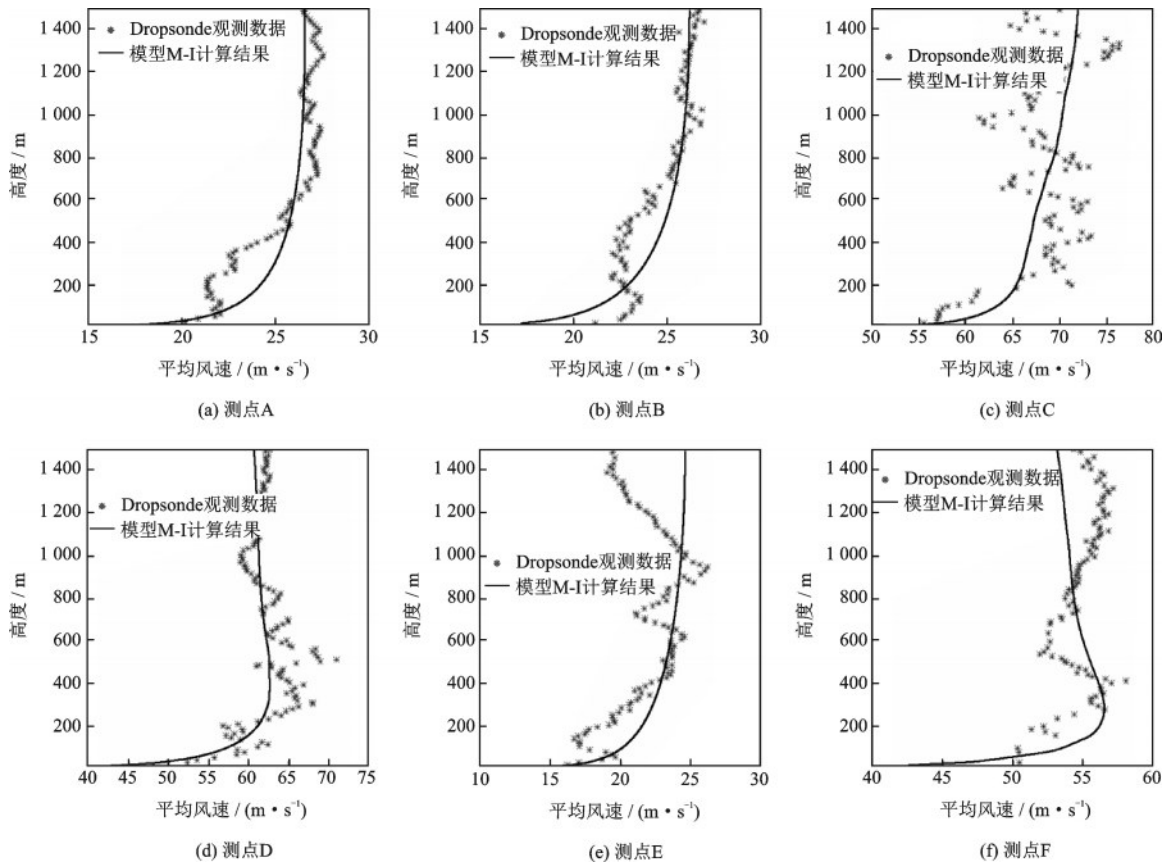 1 400
1 200
1 000
800
600
400
200
高度 / m
Dropsonde观测数据
模型M-I计算结果
15 20 25 30
平均风速 / (m·s⁻¹)
(a) 测点A
1 400
1 200
1 000
800
600
400
200
高度 / m
Dropsonde观测数据
模型M-I计算结果
15 20 25 30
平均风速 / (m·s⁻¹)
(b) 测点B
1 400
1 200
1 000
800
600
400
200
高度 / m
Dropsonde观测数据
模型M-I计算结果
50 55 60 65 70 75 80
平均风速 / (m·s⁻¹)
(c) 测点C
1 400
1 200
1 000
800
600
400
200
高度 / m
Dropsonde观测数据
模型M-I计算结果
40 45 50 55 60 65 70 75
平均风速 / (m·s⁻¹)
(d) 测点D
1 400
1 200
1 000
800
600
400
200
高度 / m
Dropsonde观测数据
模型M-I计算结果
10 15 20 25 30
平均风速 / (m·s⁻¹)
(e) 测点E
1 400
1 200
1 000
800
600
400
200
高度 / m
Dropsonde观测数据
模型M-I计算结果
40 45 50 55 60
平均风速 / (m·s⁻¹)
(f) 测点F